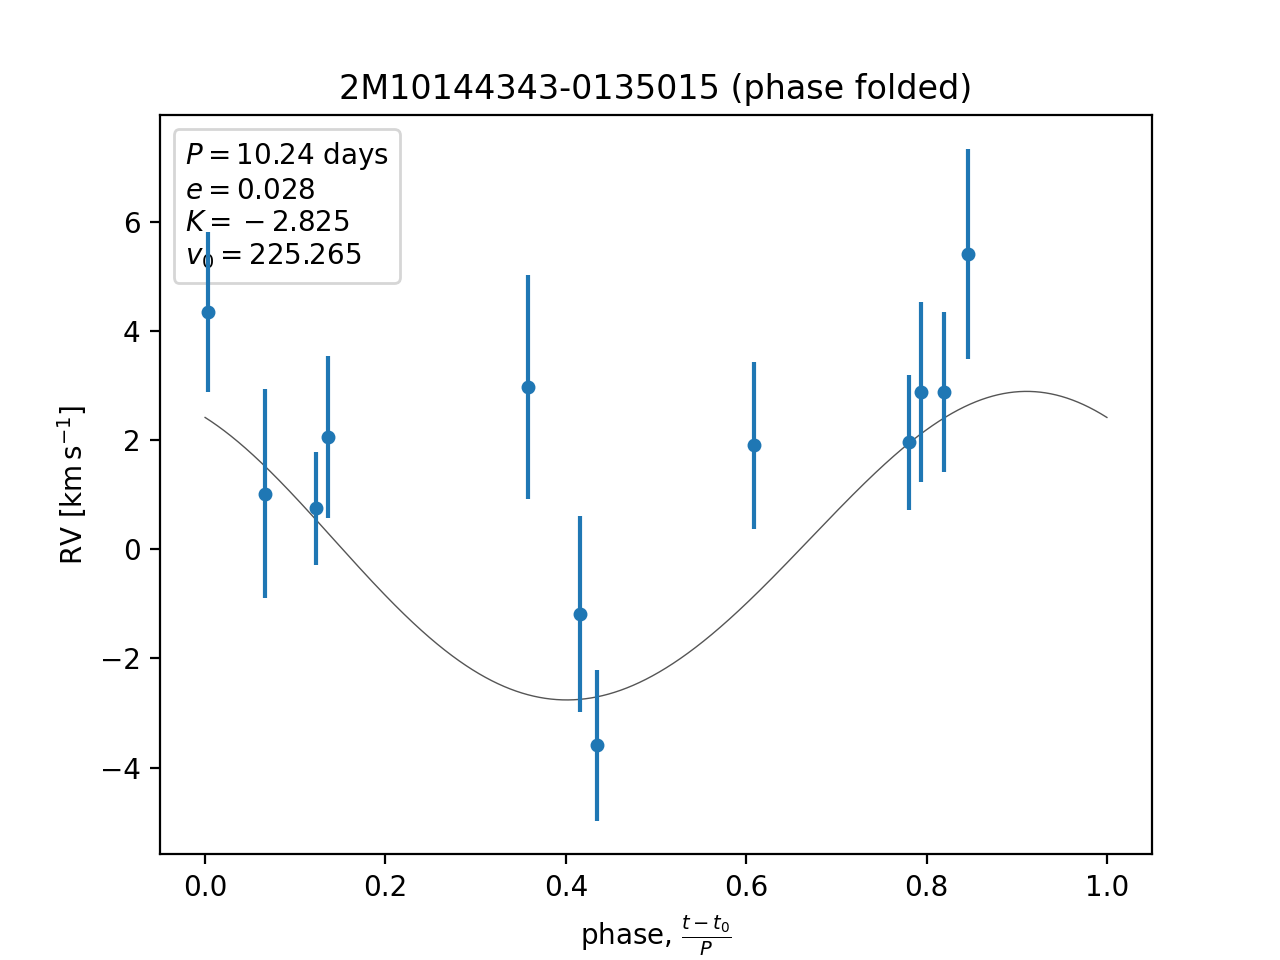 2M10144343-0135015 (phase folded)
P = 10.24 days
e = 0.028
K = −2.825
v₀ = 225.265
6
4
2
0
−2
−4
RV [km s⁻¹]
0.0 0.2 0.4 0.6 0.8 1.0
phase, (t − t₀)/P